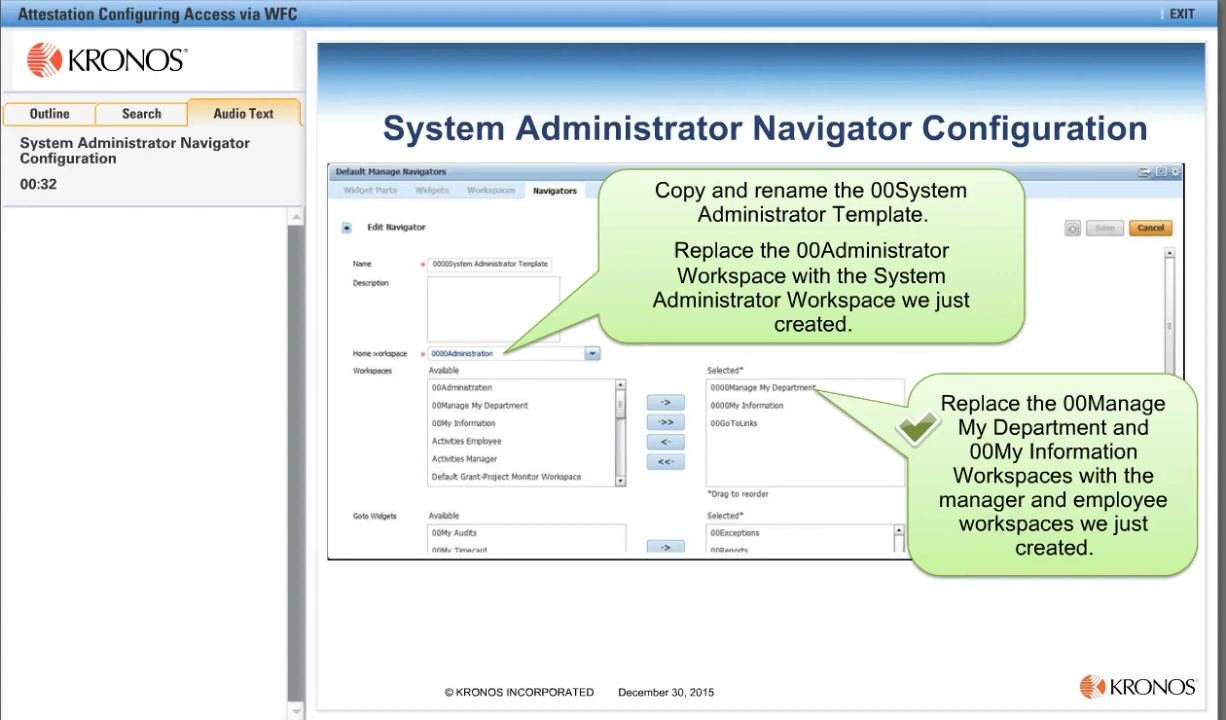 Attestation Configuring Access via WFC
EXIT
KRONOS
Outline
Search
Audio Text
System Administrator Navigator
Configuration
00:32
System Administrator Navigator Configuration
Default Manage Navigators
Widget Parts
Widgets
Workspaces
Navigators
Edit Navigator
Save
Cancel
Name
* 0000System Administrator Template
Description
Home workspace
* 0000Administration
Workspaces
Available
00Administration
00Manage My Department
00My Information
Activities Employee
Activities Manager
Default Grant-Project Monitor Workspace
->
->>
<-
<<-
Selected*
0000Manage My Department
0000My Information
00GoToLinks
*Drag to reorder
Goto Widgets
Available
00My Audits
00My Timecard
->
Selected*
00Exceptions
00Reports
Copy and rename the 00System
Administrator Template.
Replace the 00Administrator
Workspace with the System
Administrator Workspace we just
created.
Replace the 00Manage
My Department and
00My Information
Workspaces with the
manager and employee
workspaces we just
created.
© KRONOS INCORPORATED
December 30, 2015
KRONOS